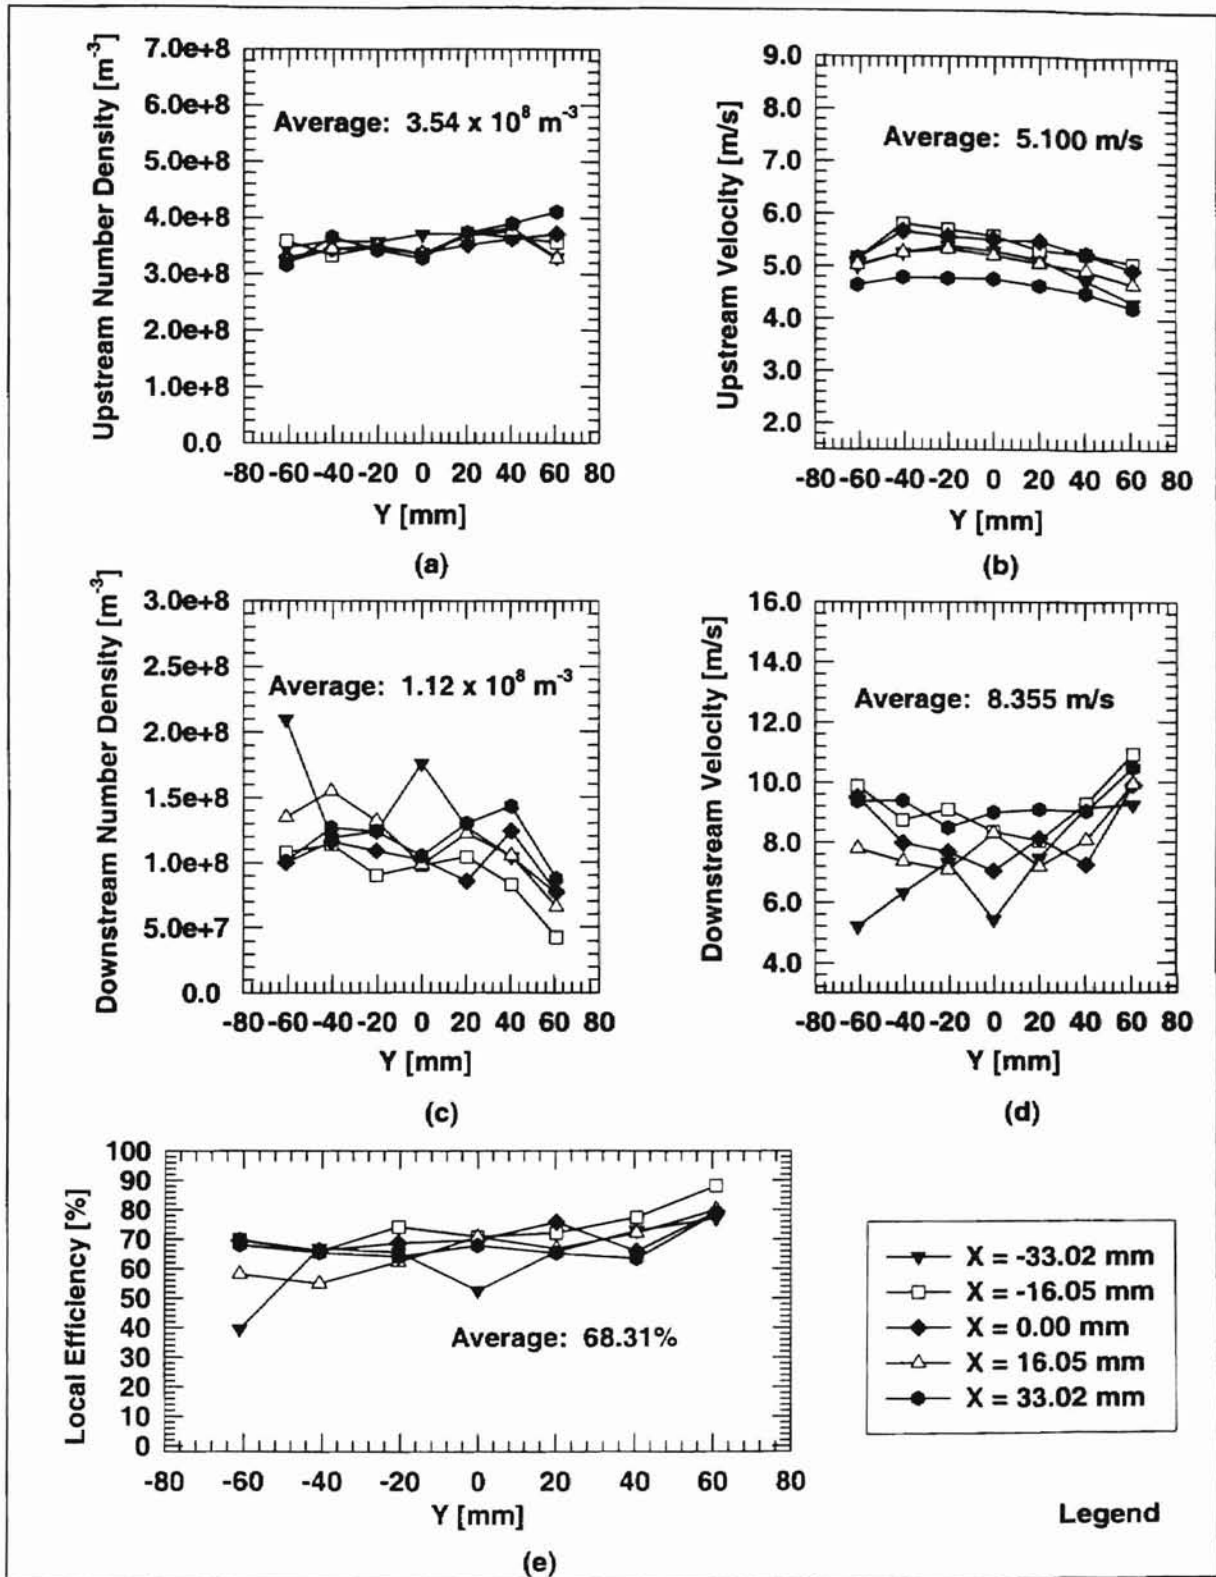 7.0e+8
6.0e+8
5.0e+8
4.0e+8
3.0e+8
2.0e+8
1.0e+8
0.0
Upstream Number Density [m⁻³]
Average: 3.54 x 10⁸ m⁻³
-80 -60 -40 -20 0 20 40 60 80
Y [mm]
(a)
9.0
8.0
7.0
6.0
5.0
4.0
3.0
2.0
Upstream Velocity [m/s]
Average: 5.100 m/s
-80 -60 -40 -20 0 20 40 60 80
Y [mm]
(b)
3.0e+8
2.5e+8
2.0e+8
1.5e+8
1.0e+8
5.0e+7
0.0
Downstream Number Density [m⁻³]
Average: 1.12 x 10⁸ m⁻³
-80 -60 -40 -20 0 20 40 60 80
Y [mm]
(c)
16.0
14.0
12.0
10.0
8.0
6.0
4.0
Downstream Velocity [m/s]
Average: 8.355 m/s
-80 -60 -40 -20 0 20 40 60 80
Y [mm]
(d)
100
90
80
70
60
50
40
30
20
10
0
Local Efficiency [%]
Average: 68.31%
-80 -60 -40 -20 0 20 40 60 80
Y [mm]
(e)
X = -33.02 mm
X = -16.05 mm
X = 0.00 mm
X = 16.05 mm
X = 33.02 mm
Legend